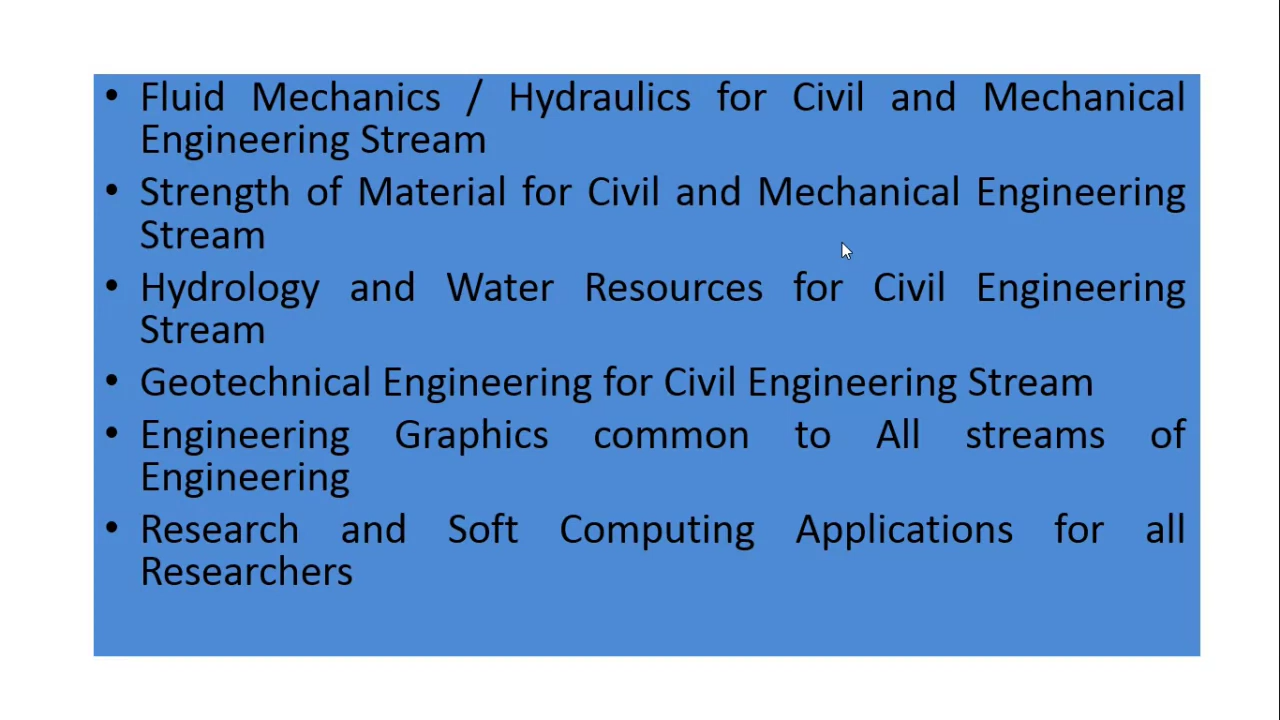 • Fluid Mechanics / Hydraulics for Civil and Mechanical
Engineering Stream
• Strength of Material for Civil and Mechanical Engineering
Stream
• Hydrology and Water Resources for Civil Engineering
Stream
• Geotechnical Engineering for Civil Engineering Stream
• Engineering Graphics common to All streams of
Engineering
• Research and Soft Computing Applications for all
Researchers